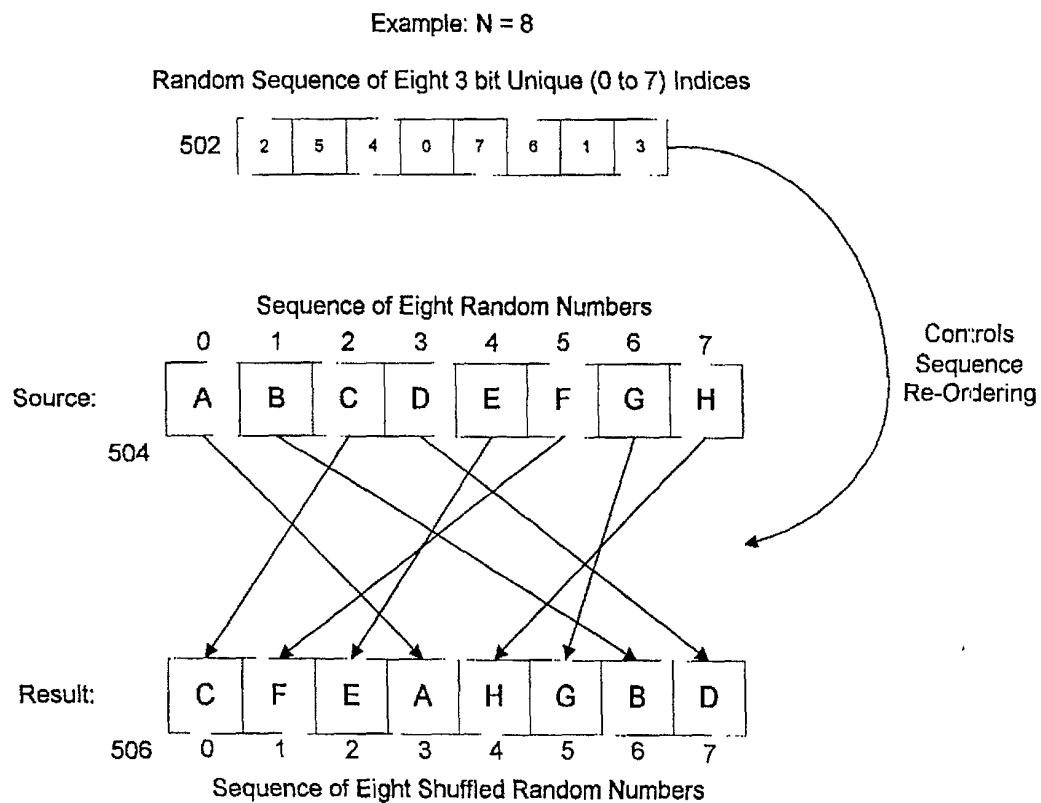 Example: N = 8
Random Sequence of Eight 3 bit Unique (0 to 7) Indices
502 2 5 4 0 7 6 1 3
Sequence of Eight Random Numbers
0 1 2 3 4 5 6 7
Source: A B C D E F G H
504
Controls
Sequence
Re-Ordering
Result: C F E A H G B D
506 0 1 2 3 4 5 6 7
Sequence of Eight Shuffled Random Numbers